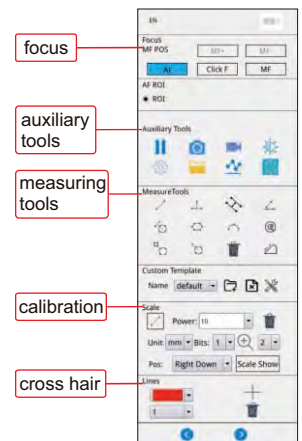 EN
Focus
focus
MF POS MF+ MF-
AF Click F MF
AF ROI
ROI
auxiliary
tools
Auxiliary Tools
measuring
tools
MeasureTools
Custom Template
Name default
calibration
Scale
Power: 10
Unit: mm Bits: 1 2
Pos: Right Down Scale Show
cross hair
Lines
1